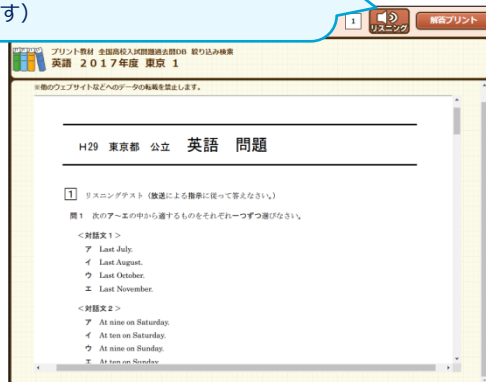 す)
1
リスニング
解答プリント
プリント教材 全国高校入試問題過去問DB 絞り込み検索
英語 2017年度 東京 1
※他のウェブサイトなどへのデータの転載を禁止します。
H29 東京都 公立 英語 問題
1 リスニングテスト(放送による指示に従って答えなさい。)
問1 次のア~エの中から適するものをそれぞれ一つずつ選びなさい。
<対話文1>
ア Last July.
イ Last August.
ウ Last October.
エ Last November.
<対話文2>
ア At nine on Saturday.
イ At ten on Saturday.
ウ At nine on Sunday.
エ At ten on Sunday.